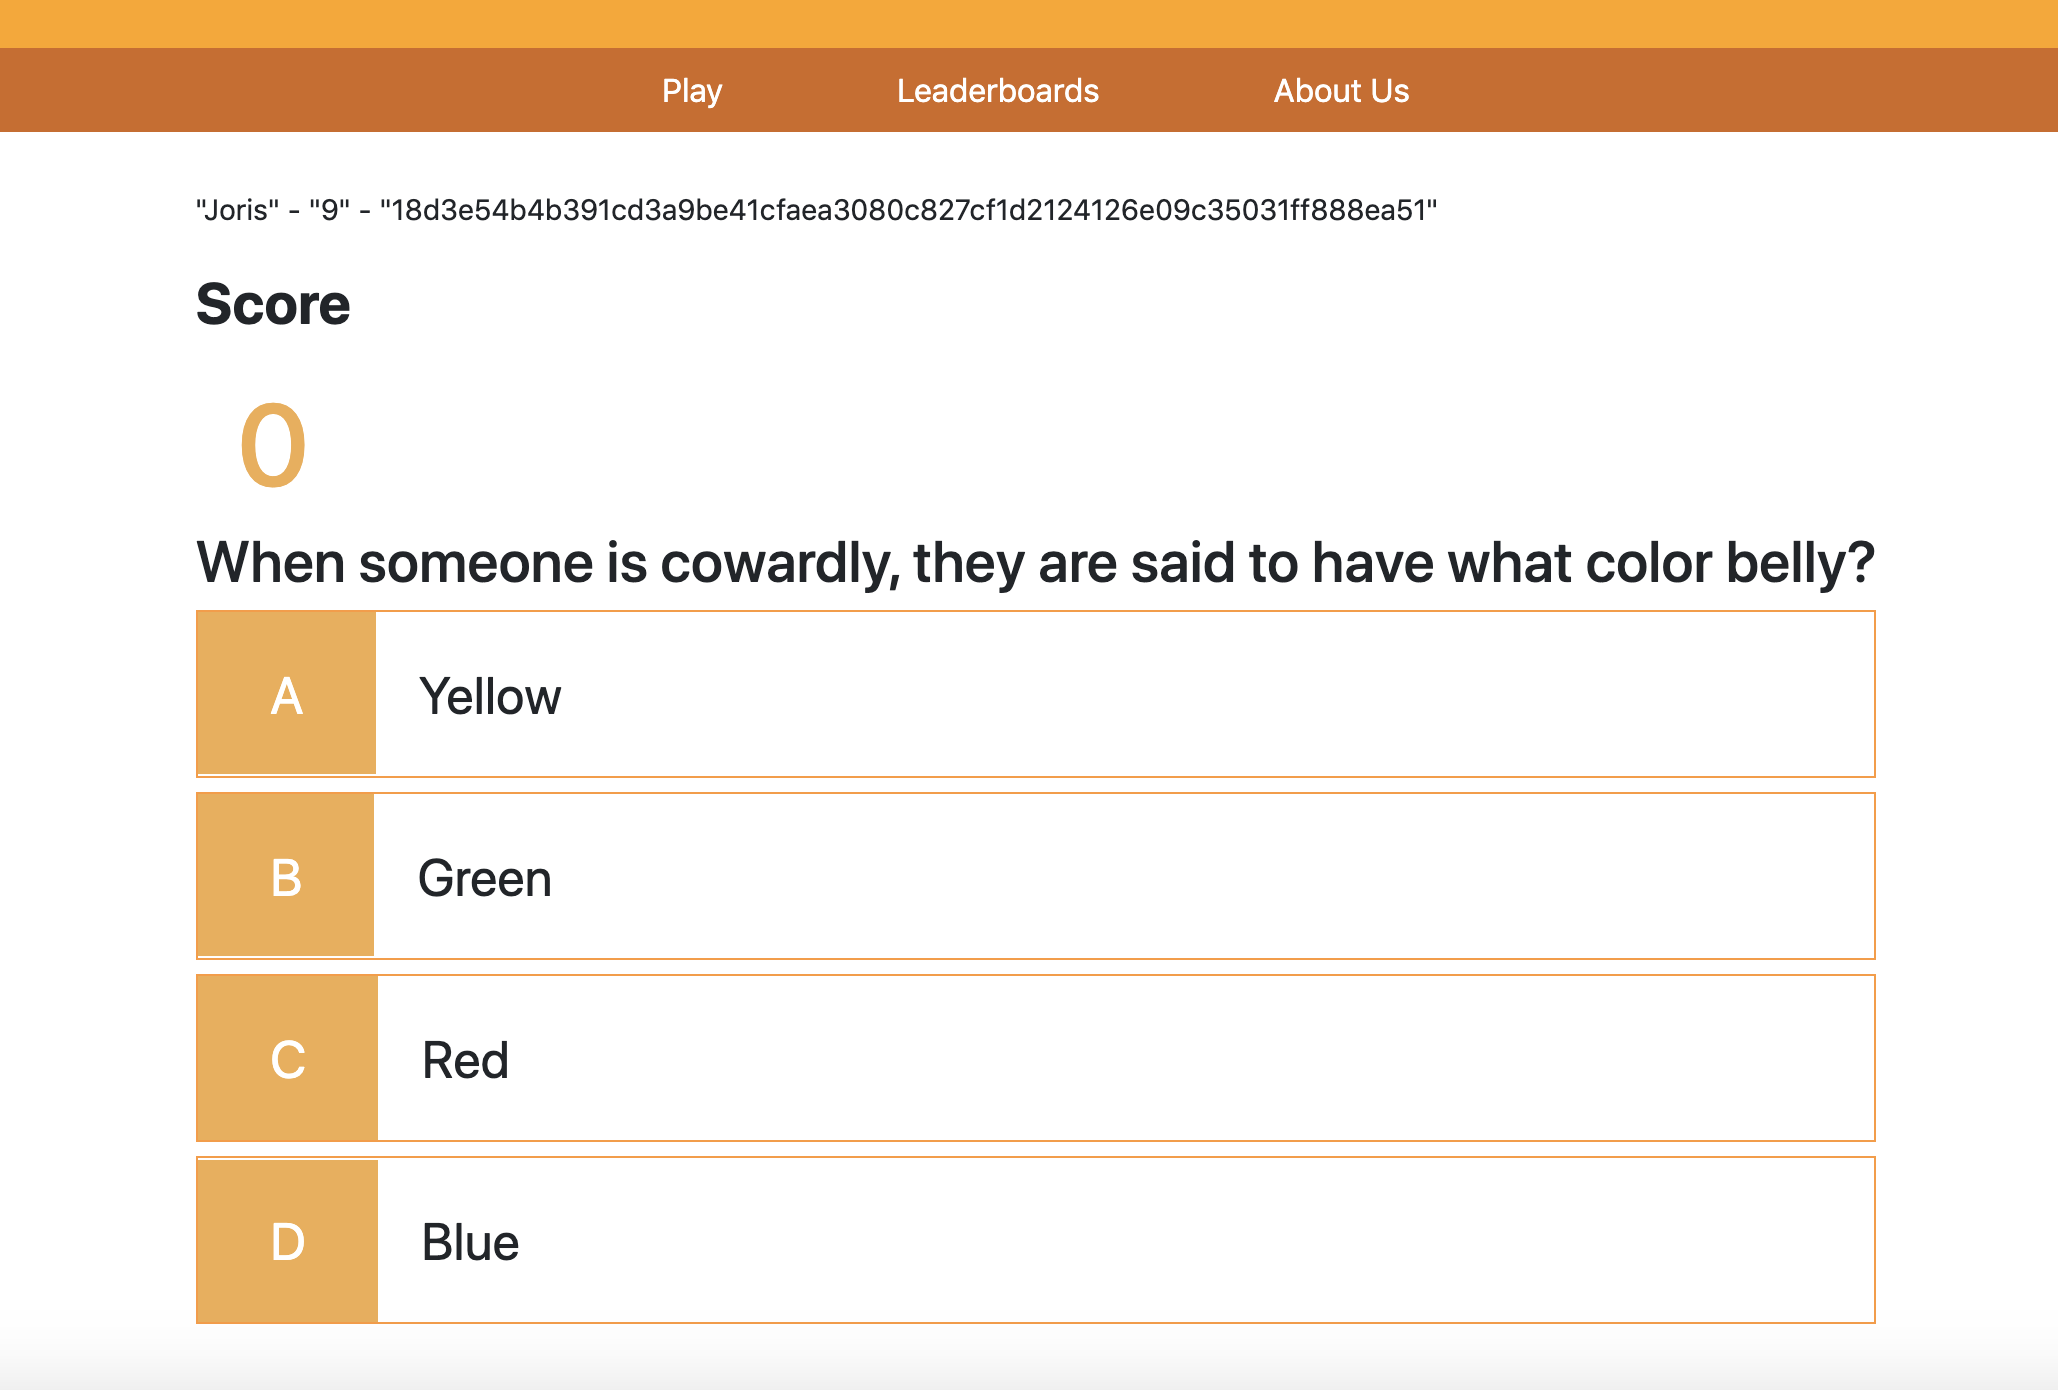 Play Leaderboards About Us
"Joris" - "9" - "18d3e54b4b391cd3a9be41cfaea3080c827cf1d2124126e09c35031ff888ea51"
Score
0
When someone is cowardly, they are said to have what color belly?
A Yellow
B Green
C Red
D Blue